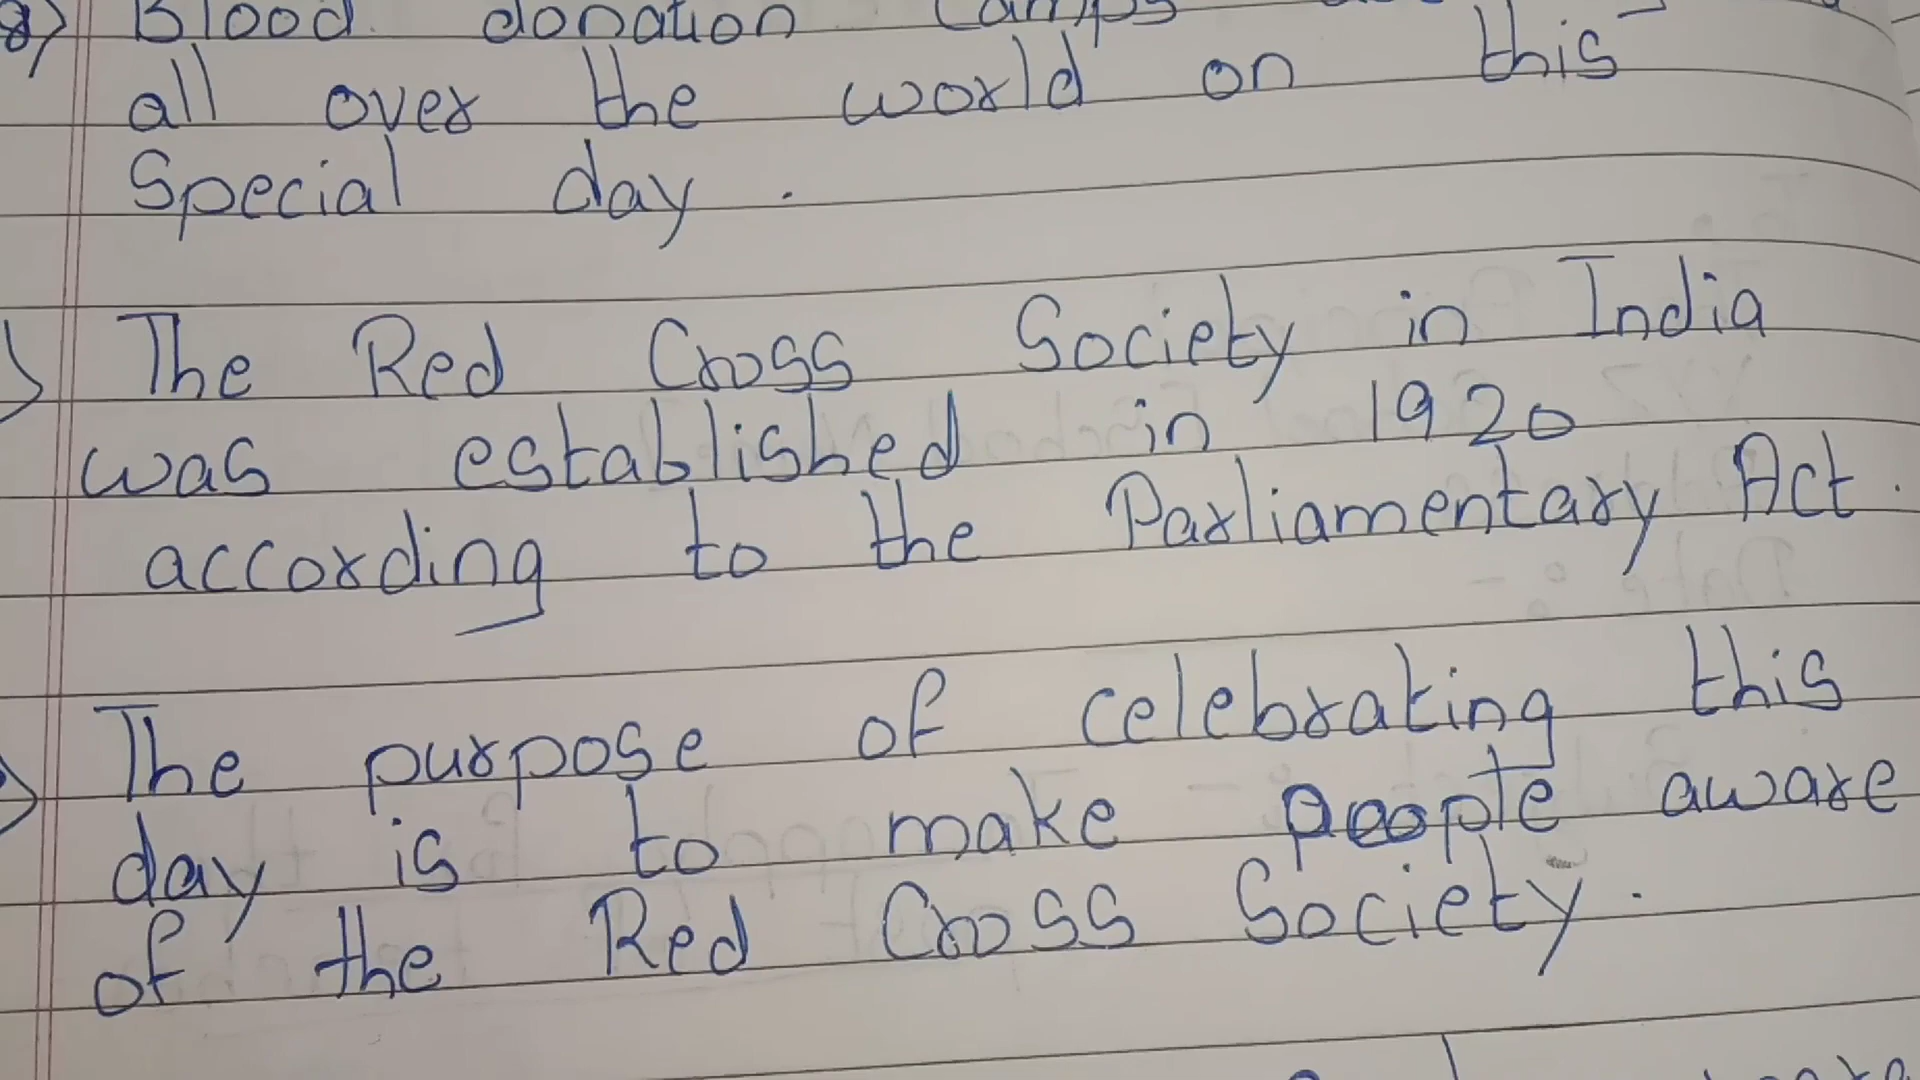 8) Blood donation camps
all over the world on this
Special day .
The Red Cross Society in India
was established in 1920
according to the Parliamentary Act .
The purpose of celebrating this
day is to make people aware
of the Red Cross Society .